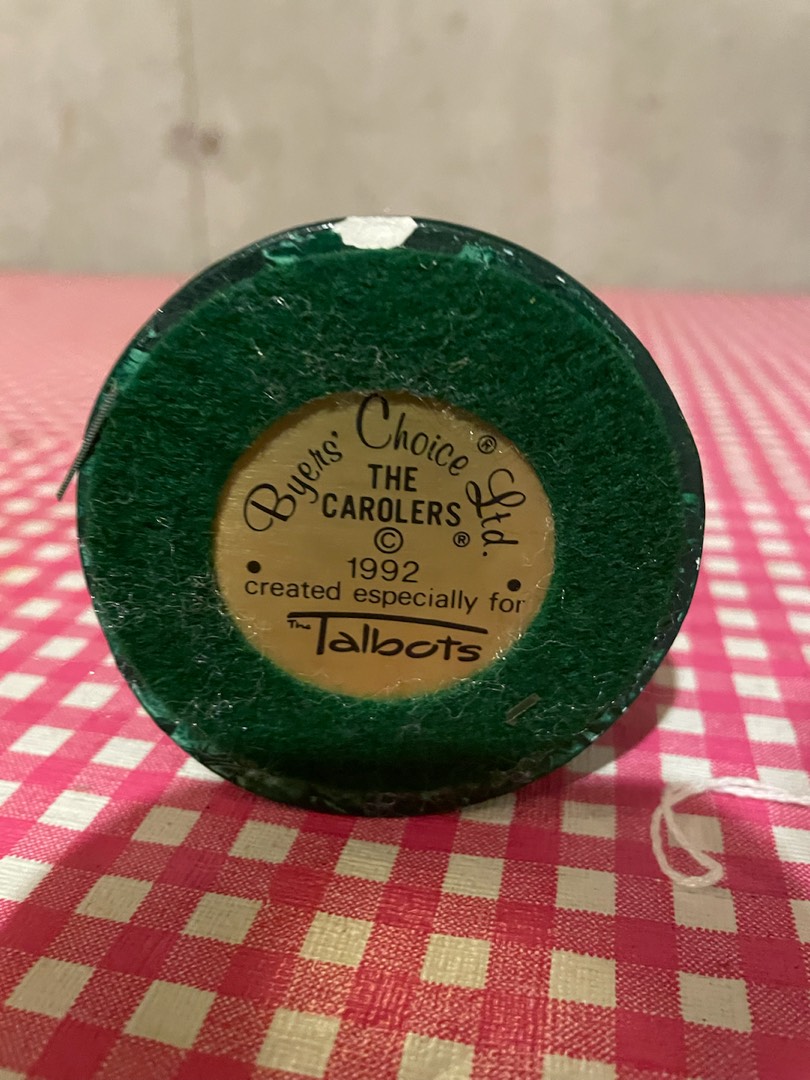 Byers' Choice® Ltd.
THE
CAROLERS®
©
1992
created especially for
The Talbots